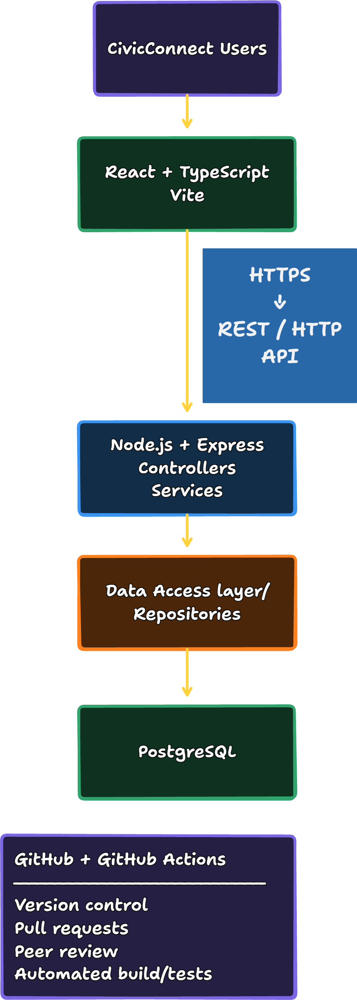 CivicConnect Users
React + TypeScript
Vite
HTTPS
↓
REST / HTTP
API
Node.js + Express
Controllers
Services
Data Access layer/
Repositories
PostgreSQL
GitHub + GitHub Actions
Version control
Pull requests
Peer review
Automated build/tests